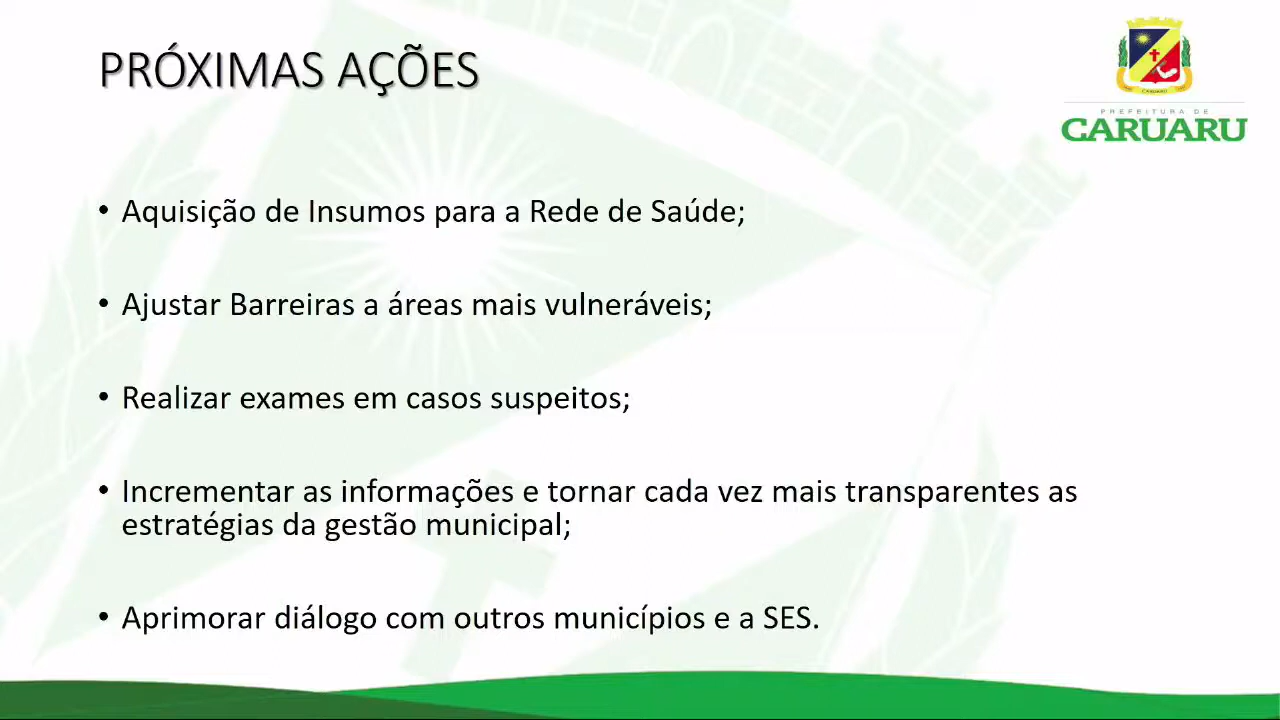 PRÓXIMAS AÇÕES
CARUARU
PREFEITURA DE
CARUARU
• Aquisição de Insumos para a Rede de Saúde;
• Ajustar Barreiras a áreas mais vulneráveis;
• Realizar exames em casos suspeitos;
• Incrementar as informações e tornar cada vez mais transparentes as
estratégias da gestão municipal;
• Aprimorar diálogo com outros municípios e a SES.